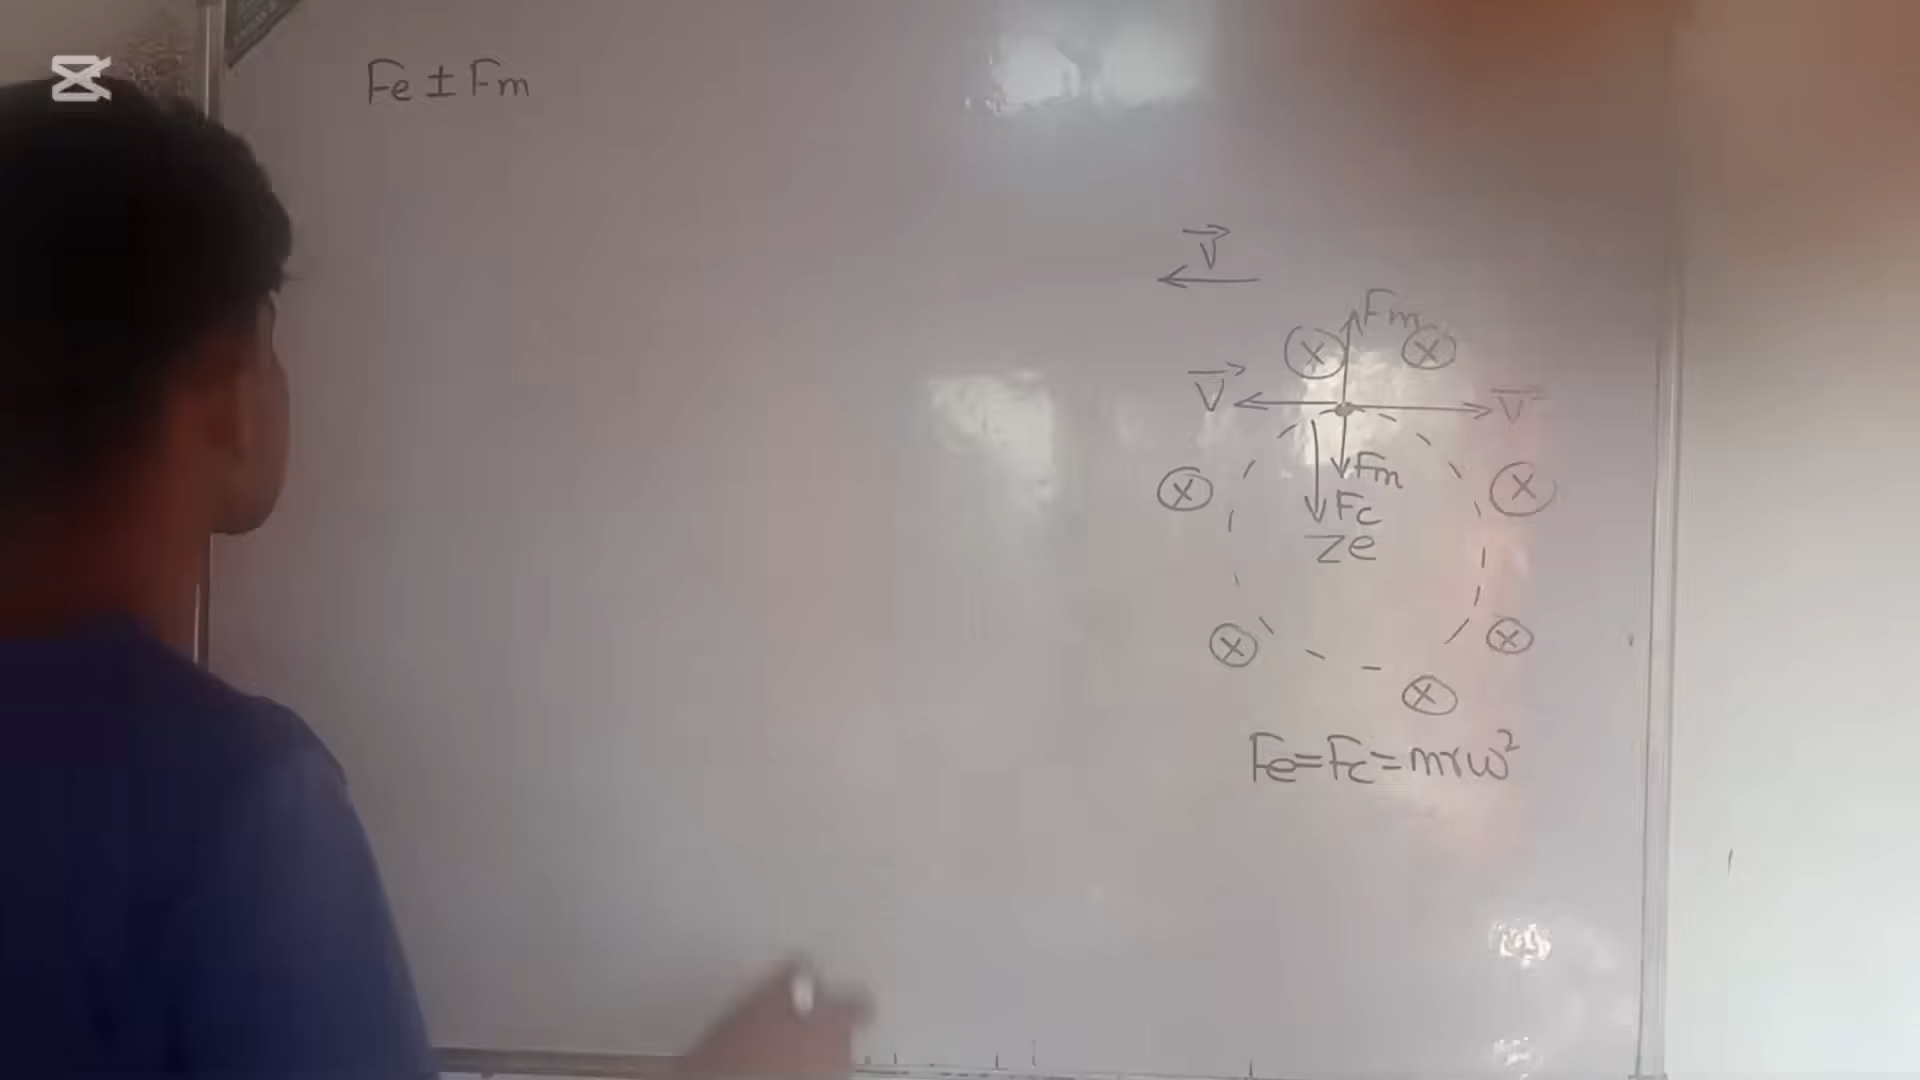 Fe ± Fm
→
V
Fm
X X
→
V
→
V
Fm
X X
Fc
Ze
X X
X
Fe=Fc=mrω²